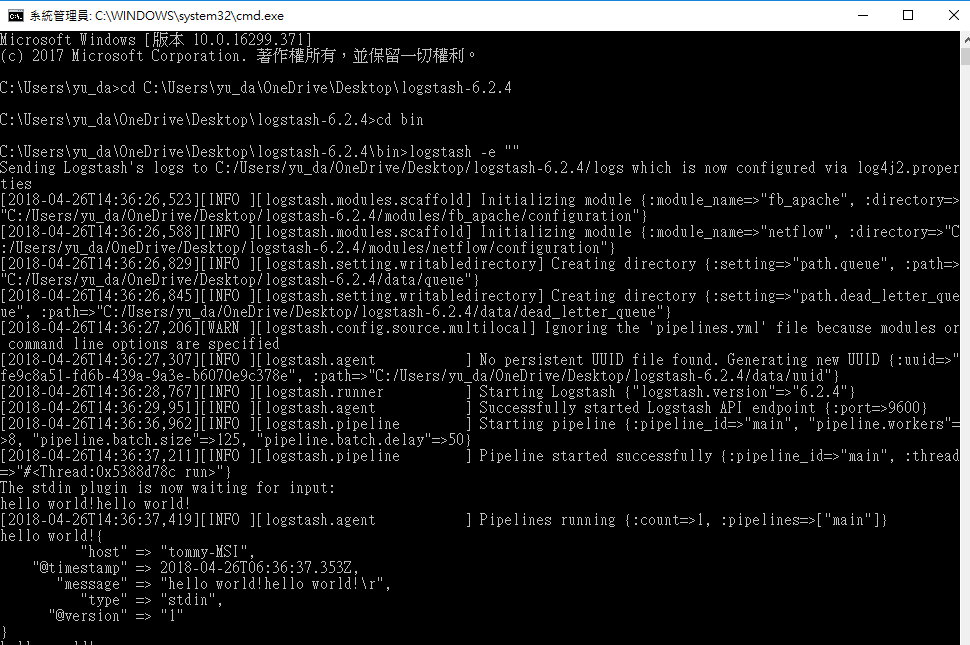 系統管理員: C:\WINDOWS\system32\cmd.exe
Microsoft Windows [版本 10.0.16299.371]
(c) 2017 Microsoft Corporation. 著作權所有，並保留一切權利。
C:\Users\yu_da>cd C:\Users\yu_da\OneDrive\Desktop\logstash-6.2.4
C:\Users\yu_da\OneDrive\Desktop\logstash-6.2.4>cd bin
C:\Users\yu_da\OneDrive\Desktop\logstash-6.2.4\bin>logstash -e ""
Sending Logstash's logs to C:/Users/yu_da/OneDrive/Desktop/logstash-6.2.4/logs which is now configured via log4j2.proper
ties
[2018-04-26T14:36:26,523][INFO ][logstash.modules.scaffold] Initializing module {:module_name=>"fb_apache", :directory=>
"C:/Users/yu_da/OneDrive/Desktop/logstash-6.2.4/modules/fb_apache/configuration"}
[2018-04-26T14:36:26,588][INFO ][logstash.modules.scaffold] Initializing module {:module_name=>"netflow", :directory=>"C
:/Users/yu_da/OneDrive/Desktop/logstash-6.2.4/modules/netflow/configuration"}
[2018-04-26T14:36:26,829][INFO ][logstash.setting.writabledirectory] Creating directory {:setting=>"path.queue", :path=>
"C:/Users/yu_da/OneDrive/Desktop/logstash-6.2.4/data/queue"}
[2018-04-26T14:36:26,845][INFO ][logstash.setting.writabledirectory] Creating directory {:setting=>"path.dead_letter_que
ue", :path=>"C:/Users/yu_da/OneDrive/Desktop/logstash-6.2.4/data/dead_letter_queue"}
[2018-04-26T14:36:27,206][WARN ][logstash.config.source.multilocal] Ignoring the 'pipelines.yml' file because modules or
command line options are specified
[2018-04-26T14:36:27,307][INFO ][logstash.agent           ] No persistent UUID file found. Generating new UUID {:uuid=>"
fe9c8a51-fd6b-439a-9a3e-b6070e9c378e", :path=>"C:/Users/yu_da/OneDrive/Desktop/logstash-6.2.4/data/uuid"}
[2018-04-26T14:36:28,767][INFO ][logstash.runner          ] Starting Logstash {"logstash.version"=>"6.2.4"}
[2018-04-26T14:36:29,951][INFO ][logstash.agent           ] Successfully started Logstash API endpoint {:port=>9600}
[2018-04-26T14:36:36,962][INFO ][logstash.pipeline        ] Starting pipeline {:pipeline_id=>"main", "pipeline.workers"=
>8, "pipeline.batch.size"=>125, "pipeline.batch.delay"=>50}
[2018-04-26T14:36:37,211][INFO ][logstash.pipeline        ] Pipeline started successfully {:pipeline_id=>"main", :thread
=>"#<Thread:0x5388d78c run>"}
The stdin plugin is now waiting for input:
hello world!hello world!
[2018-04-26T14:36:37,419][INFO ][logstash.agent           ] Pipelines running {:count=>1, :pipelines=>["main"]}
hello world!{
"host" => "tommy-MSI",
"@timestamp" => 2018-04-26T06:36:37.353Z,
"message" => "hello world!hello world!\r",
"type" => "stdin",
"@version" => "1"
}